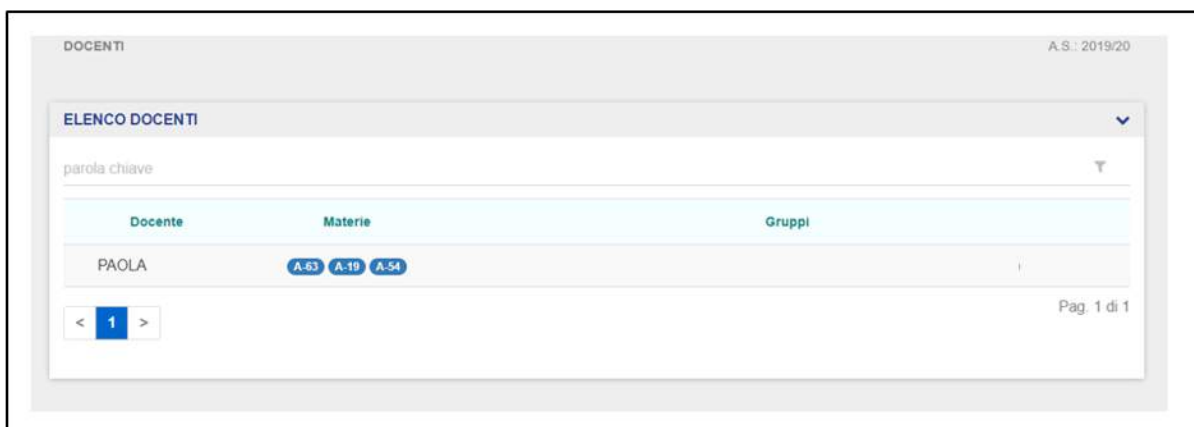 DOCENTI A.S.: 2019/20
ELENCO DOCENTI
parola chiave
Docente Materie Gruppi
PAOLA A-63 A-19 A-54
< 1 > Pag. 1 di 1